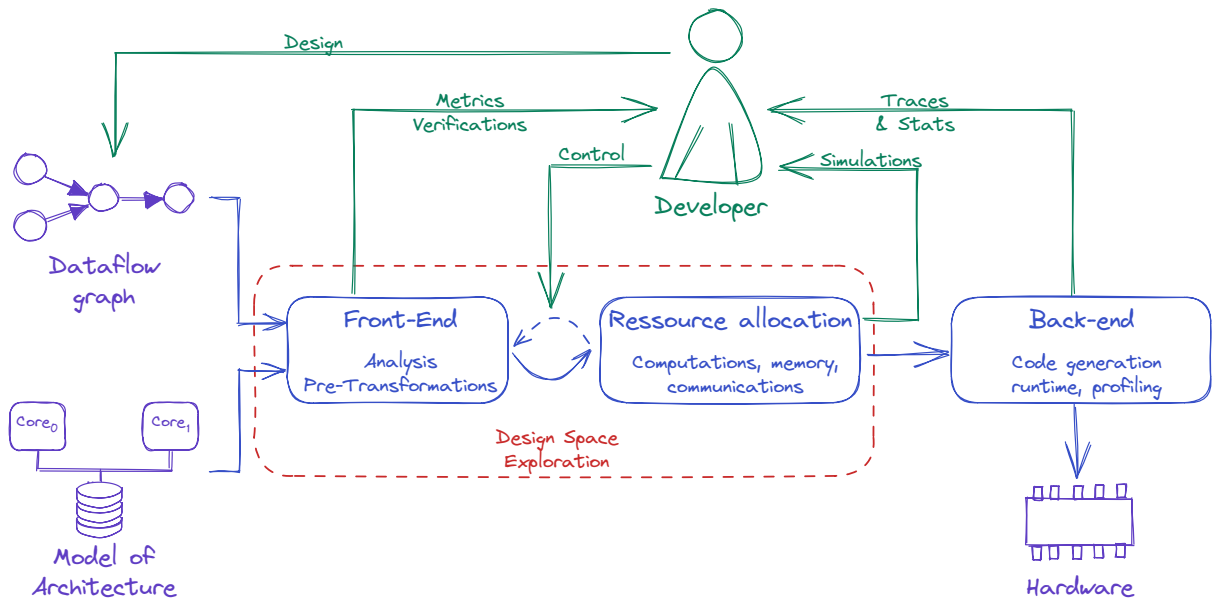 Design
Metrics
Verifications
Traces
& Stats
Control
Simulations
Developer
Dataflow
graph
Front-End
Analysis
Pre-Transformations
Ressource allocation
Computations, memory,
communications
Back-end
Code generation
runtime, profiling
Design Space
Exploration
Core₀
Core₁
Model of
Architecture
Hardware